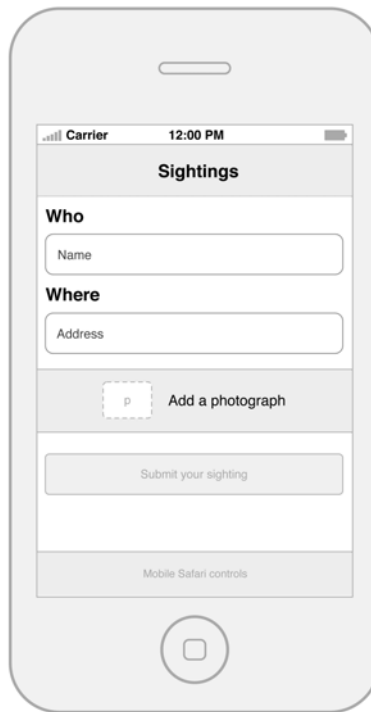 Carrier 12:00 PM
Sightings
Who
Name
Where
Address
p Add a photograph
Submit your sighting
Mobile Safari controls